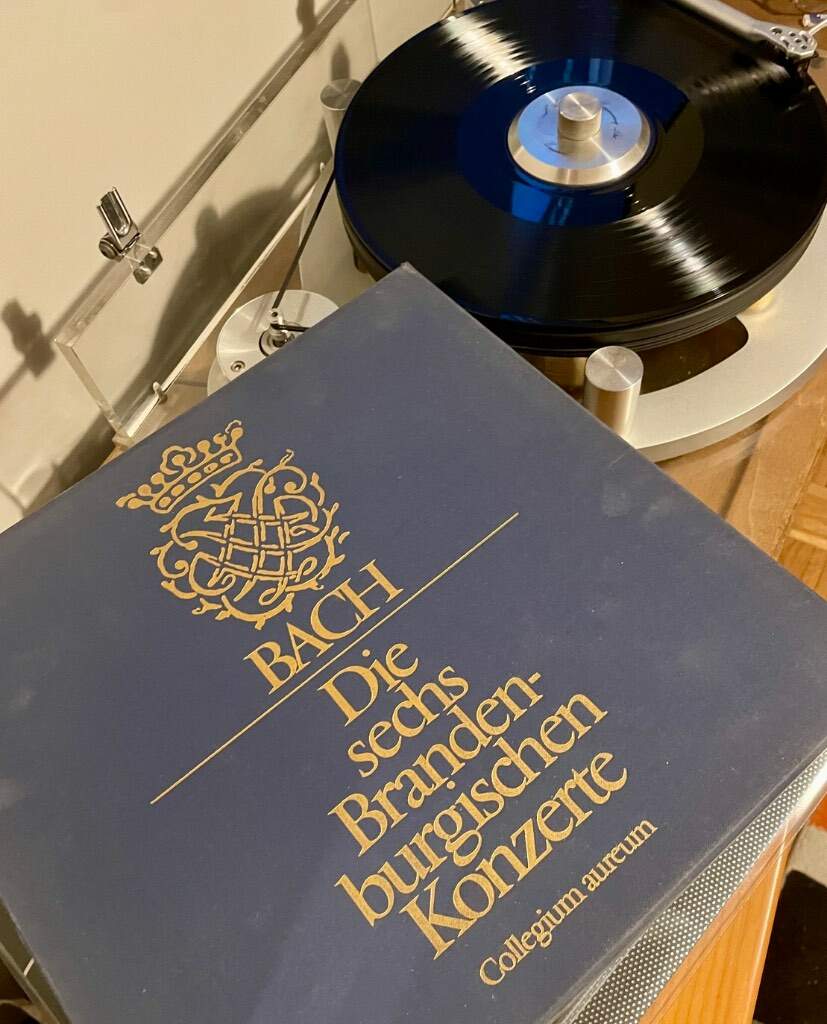 BACH
Die
sechs
Branden-
burgischen
Konzerte
Collegium aureum